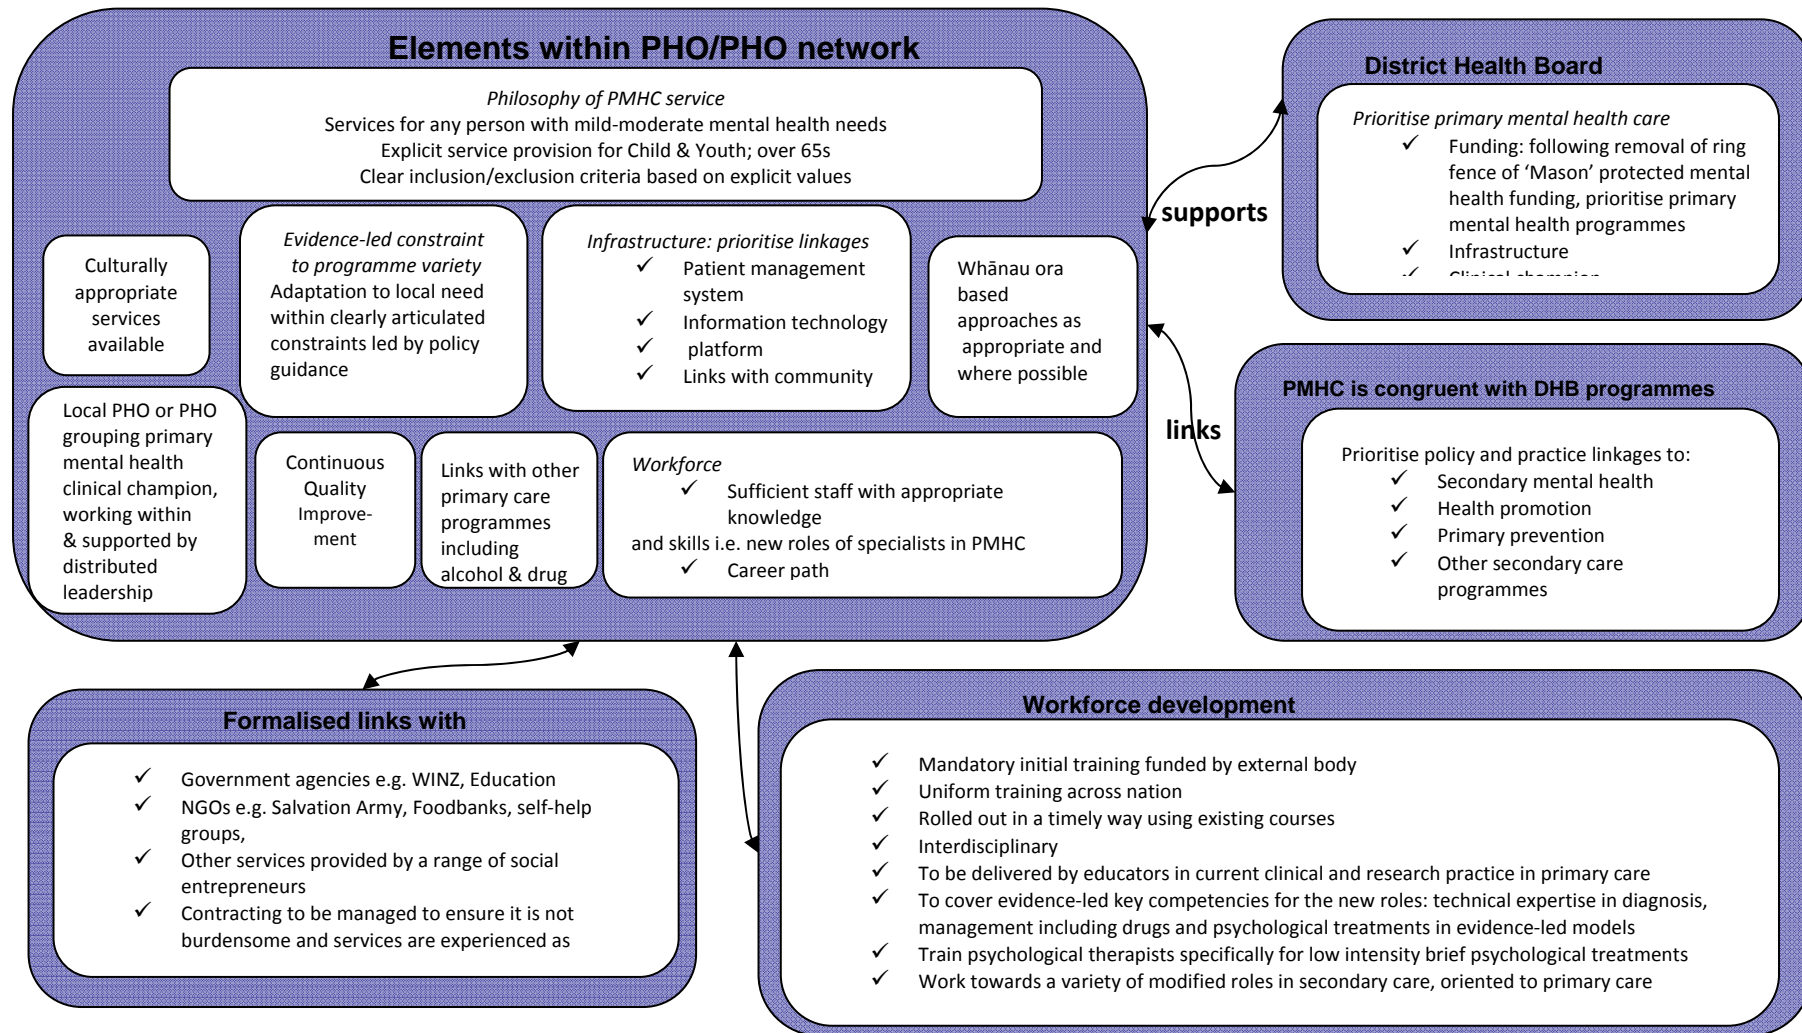 Elements within PHO/PHO network
Philosophy of PMHC service
Services for any person with mild-moderate mental health needs
Explicit service provision for Child & Youth; over 65s
Clear inclusion/exclusion criteria based on explicit values
Culturally
appropriate
services
available
Evidence-led constraint
to programme variety
Adaptation to local need
within clearly articulated
constraints led by policy
guidance
Infrastructure: prioritise linkages
✓ Patient management
system
✓ Information technology
✓ platform
✓ Links with community
Whānau ora
based
approaches as
appropriate and
where possible
Local PHO or PHO
grouping primary
mental health
clinical champion,
working within
& supported by
distributed
leadership
Continuous
Quality
Improve-
ment
Links with other
primary care
programmes
including
alcohol & drug
Workforce
✓ Sufficient staff with appropriate
knowledge
and skills i.e. new roles of specialists in PMHC
✓ Career path
supports
links
District Health Board
Prioritise primary mental health care
✓ Funding: following removal of ring
fence of ‘Mason’ protected mental
health funding, prioritise primary
mental health programmes
✓ Infrastructure
✓ Clinical champion
PMHC is congruent with DHB programmes
Prioritise policy and practice linkages to:
✓ Secondary mental health
✓ Health promotion
✓ Primary prevention
✓ Other secondary care
programmes
Formalised links with
✓ Government agencies e.g. WINZ, Education
✓ NGOs e.g. Salvation Army, Foodbanks, self-help
groups,
✓ Other services provided by a range of social
entrepreneurs
✓ Contracting to be managed to ensure it is not
burdensome and services are experienced as
Workforce development
✓ Mandatory initial training funded by external body
✓ Uniform training across nation
✓ Rolled out in a timely way using existing courses
✓ Interdisciplinary
✓ To be delivered by educators in current clinical and research practice in primary care
✓ To cover evidence-led key competencies for the new roles: technical expertise in diagnosis,
management including drugs and psychological treatments in evidence-led models
✓ Train psychological therapists specifically for low intensity brief psychological treatments
✓ Work towards a variety of modified roles in secondary care, oriented to primary care